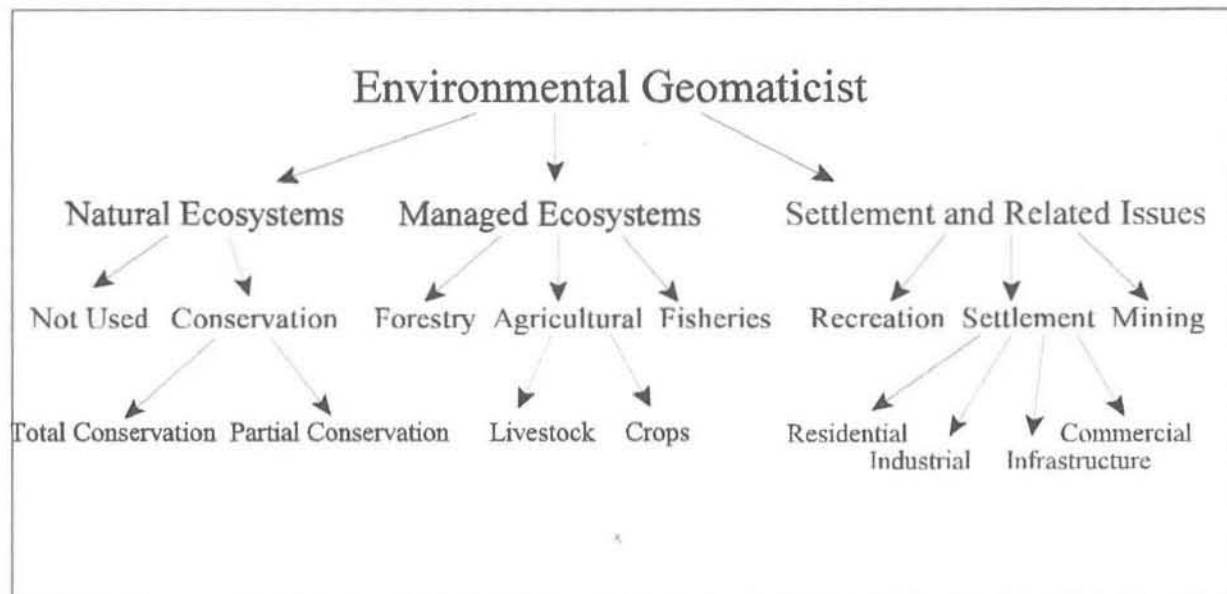 Environmental Geomaticist
Natural Ecosystems Managed Ecosystems Settlement and Related Issues
Not Used Conservation Forestry Agricultural Fisheries Recreation Settlement Mining
Total Conservation Partial Conservation Livestock Crops Residential Commercial
Industrial Infrastructure